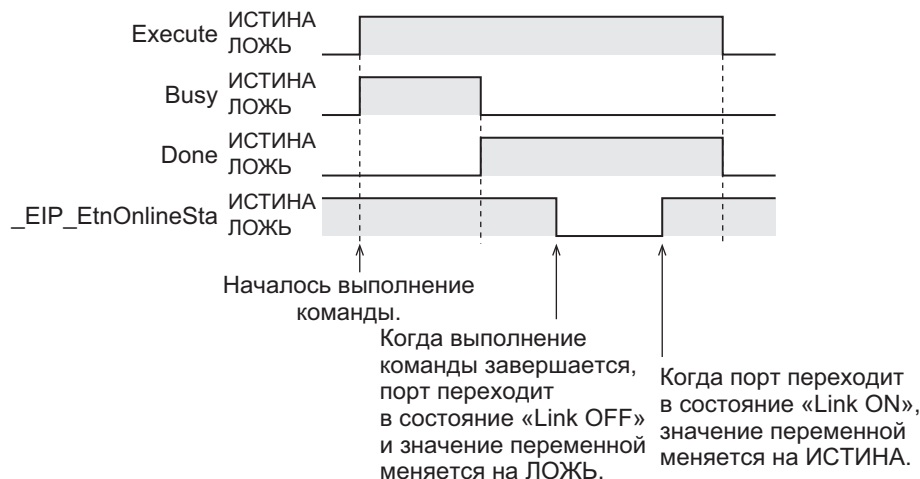 Execute ИСТИНА
ЛОЖЬ
Busy ИСТИНА
ЛОЖЬ
Done ИСТИНА
ЛОЖЬ
_EIP_EtnOnlineSta ИСТИНА
ЛОЖЬ
Началось выполнение
команды.
Когда выполнение
команды завершается,
порт переходит
в состояние «Link OFF»
и значение переменной
меняется на ЛОЖЬ.
Когда порт переходит
в состояние «Link ON»,
значение переменной
меняется на ИСТИНА.